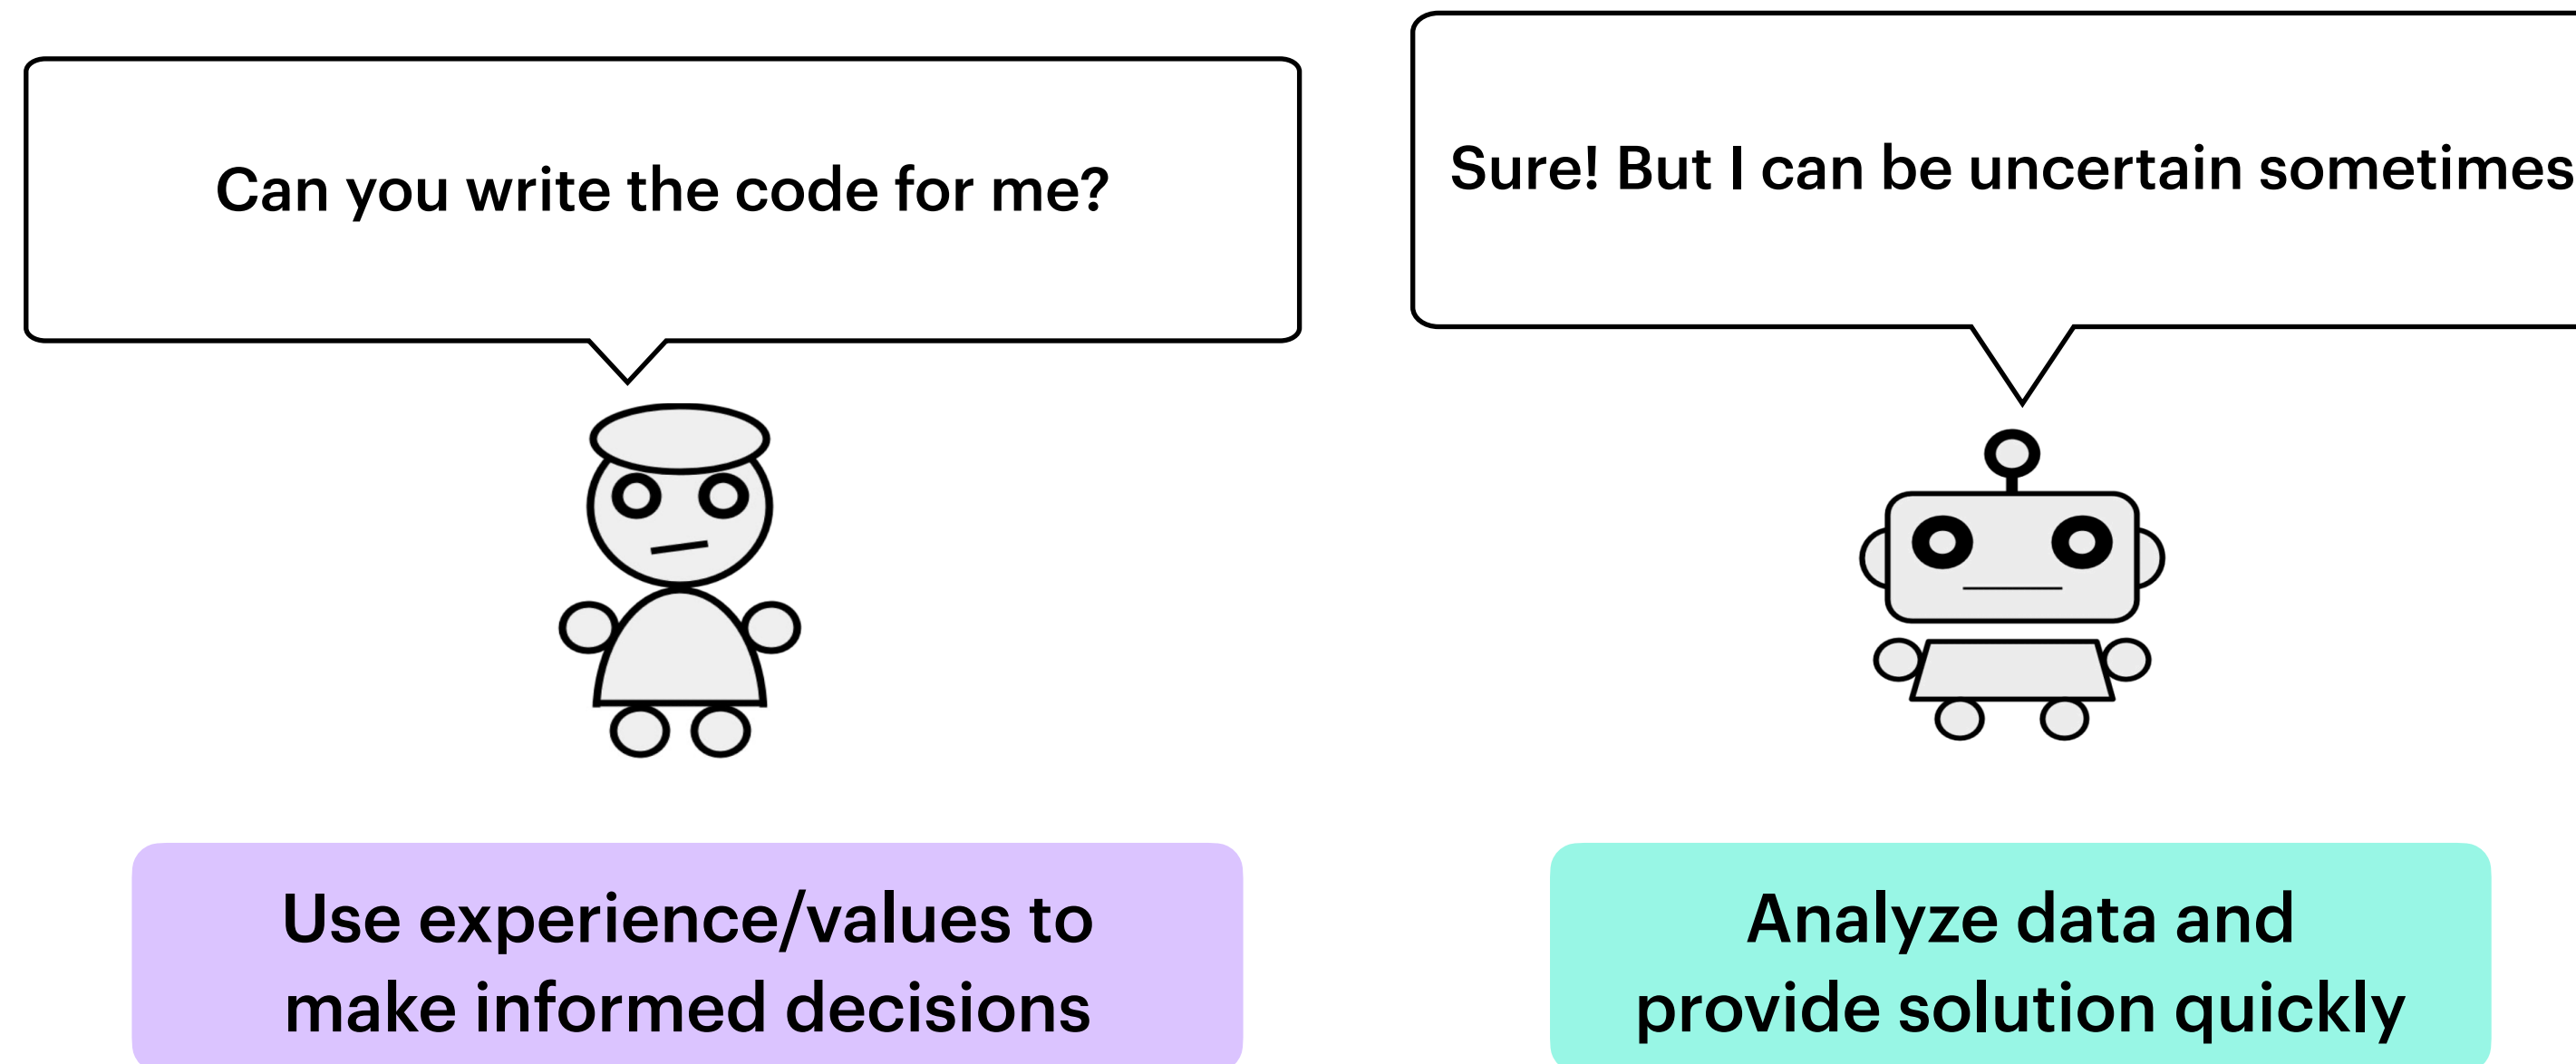 Can you write the code for me?
Sure! But I can be uncertain sometimes
Use experience/values to
make informed decisions
Analyze data and
provide solution quickly